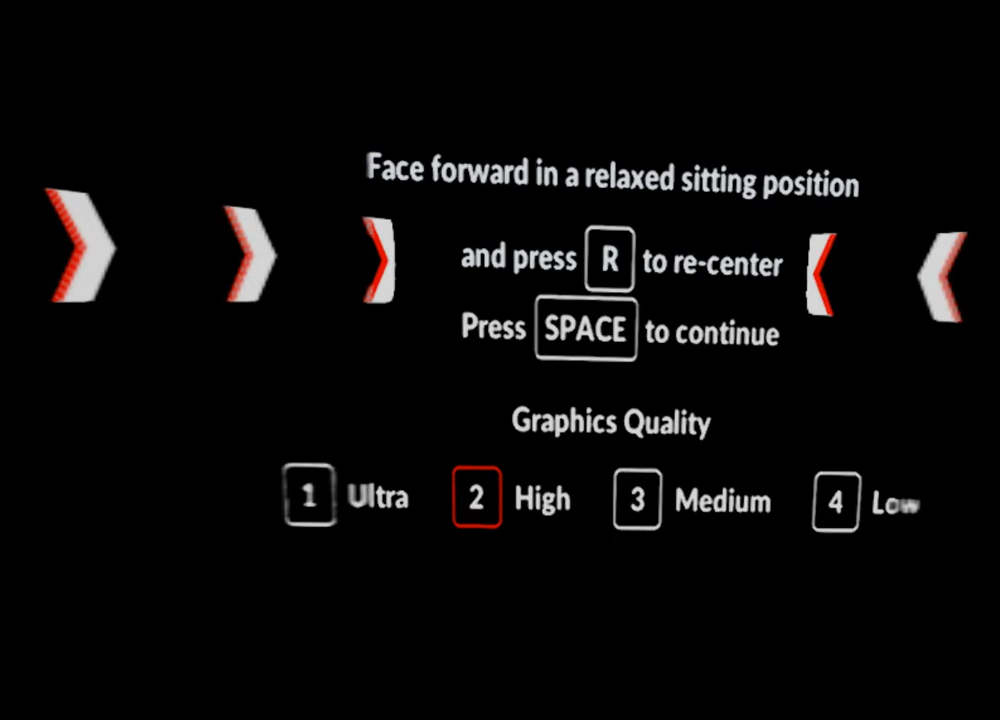 Face forward in a relaxed sitting position
and press R to re-center
Press SPACE to continue
Graphics Quality
1 Ultra 2 High 3 Medium 4 Low